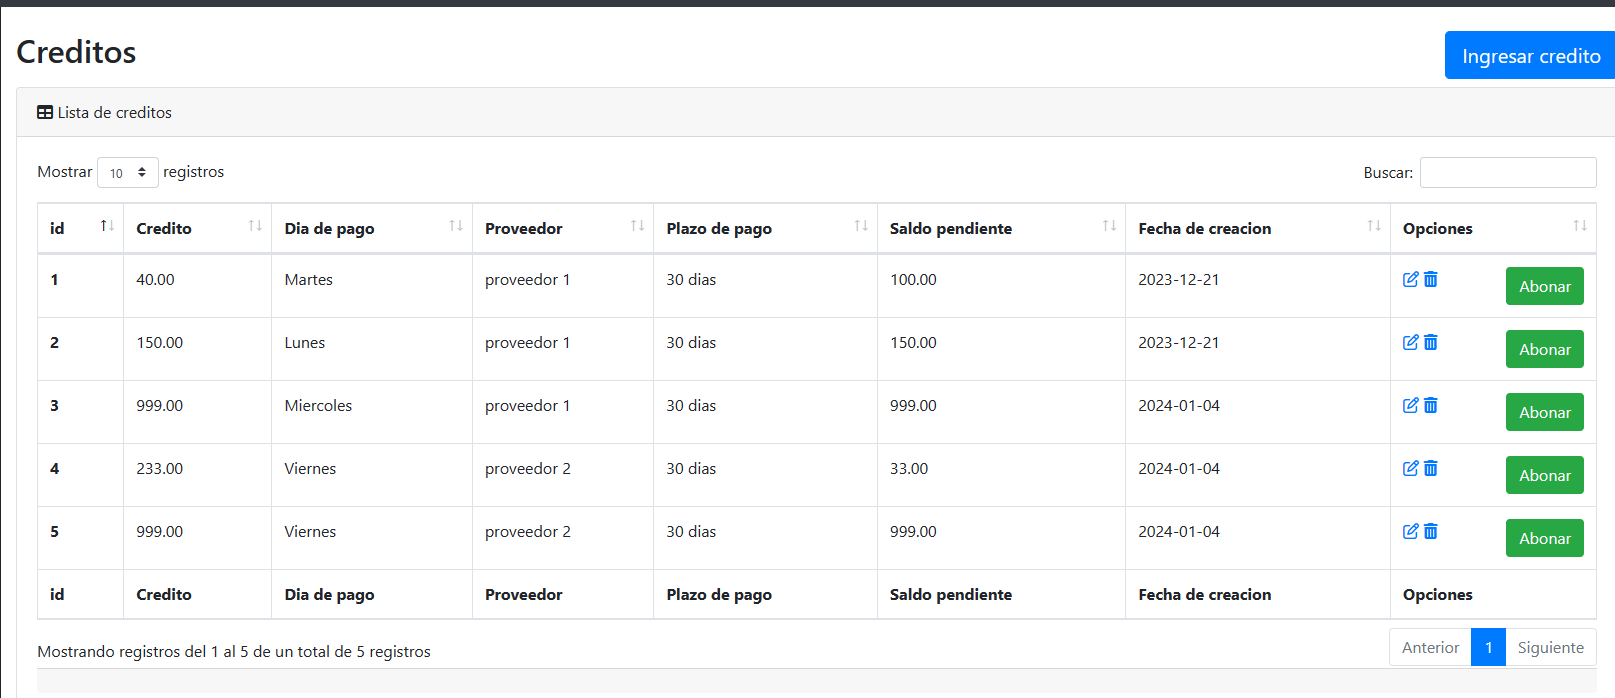 Creditos
Ingresar credito
Lista de creditos
Mostrar 10 registros
Buscar:
id Credito Dia de pago Proveedor Plazo de pago Saldo pendiente Fecha de creacion Opciones
1 40.00 Martes proveedor 1 30 dias 100.00 2023-12-21 Abonar
2 150.00 Lunes proveedor 1 30 dias 150.00 2023-12-21 Abonar
3 999.00 Miercoles proveedor 1 30 dias 999.00 2024-01-04 Abonar
4 233.00 Viernes proveedor 2 30 dias 33.00 2024-01-04 Abonar
5 999.00 Viernes proveedor 2 30 dias 999.00 2024-01-04 Abonar
id Credito Dia de pago Proveedor Plazo de pago Saldo pendiente Fecha de creacion Opciones
Mostrando registros del 1 al 5 de un total de 5 registros
Anterior 1 Siguiente